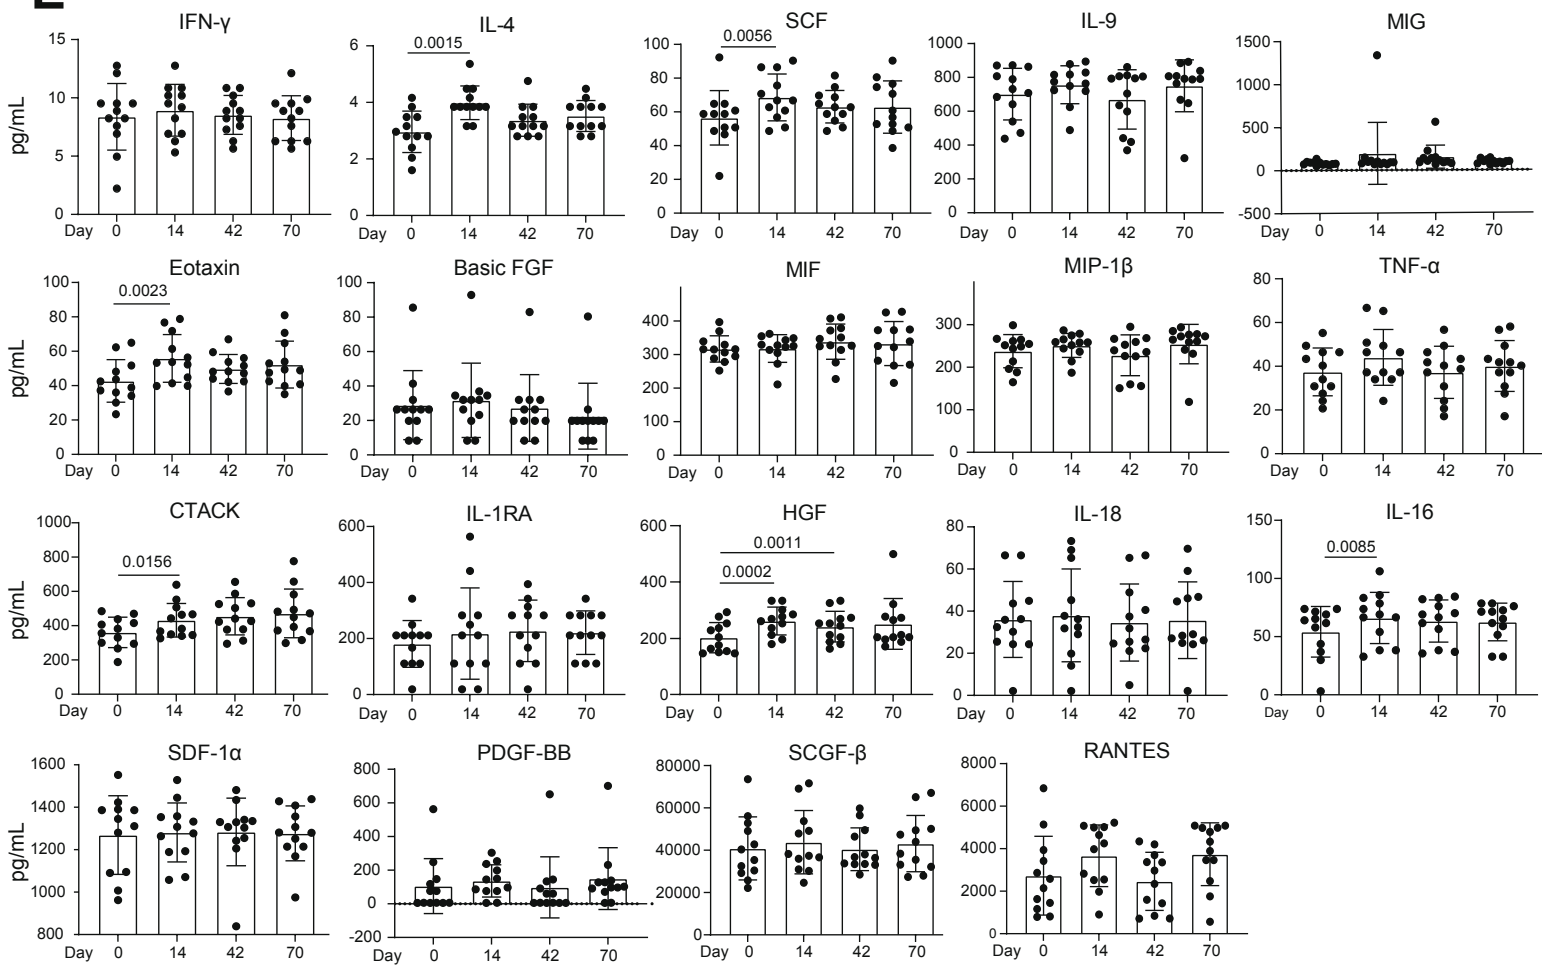 E
IFN-γ IL-4 SCF IL-9 MIG
pg/mL
15 10 5 0
Day 0 14 42 70
0.0015
6 4 2 0
Day 0 14 42 70
0.0056
100 80 60 40 20 0
Day 0 14 42 70
1000 800 600 400 200 0
Day 0 14 42 70
1500 1000 500 0 -500
Day 0 14 42 70
Eotaxin Basic FGF MIF MIP-1β TNF-α
pg/mL
0.0023
100 80 60 40 20 0
Day 0 14 42 70
100 80 60 40 20 0
Day 0 14 42 70
400 300 200 100 0
Day 0 14 42 70
300 200 100 0
Day 0 14 42 70
80 60 40 20 0
Day 0 14 42 70
CTACK IL-1RA HGF IL-18 IL-16
pg/mL
0.0156
1000 800 600 400 200 0
Day 0 14 42 70
600 400 200 0
Day 0 14 42 70
0.0011
0.0002
600 400 200 0
Day 0 14 42 70
80 60 40 20 0
Day 0 14 42 70
0.0085
150 100 50 0
Day 0 14 42 70
SDF-1α PDGF-BB SCGF-β RANTES
pg/mL
1600 1400 1200 1000 800
Day 0 14 42 70
800 600 400 200 0 -200
Day 0 14 42 70
80000 60000 40000 20000 0
Day 0 14 42 70
8000 6000 4000 2000 0
Day 0 14 42 70